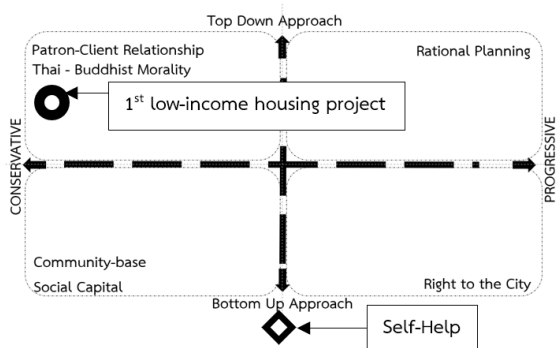 Top Down Approach
Patron-Client Relationship
Thai - Buddhist Morality
Rational Planning
1st low-income housing project
CONSERVATIVE
PROGRESSIVE
Community-base
Social Capital
Right to the City
Bottom Up Approach
Self-Help